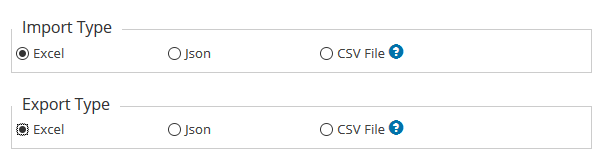 Import Type
Excel Json CSV File ?
Export Type
Excel Json CSV File ?